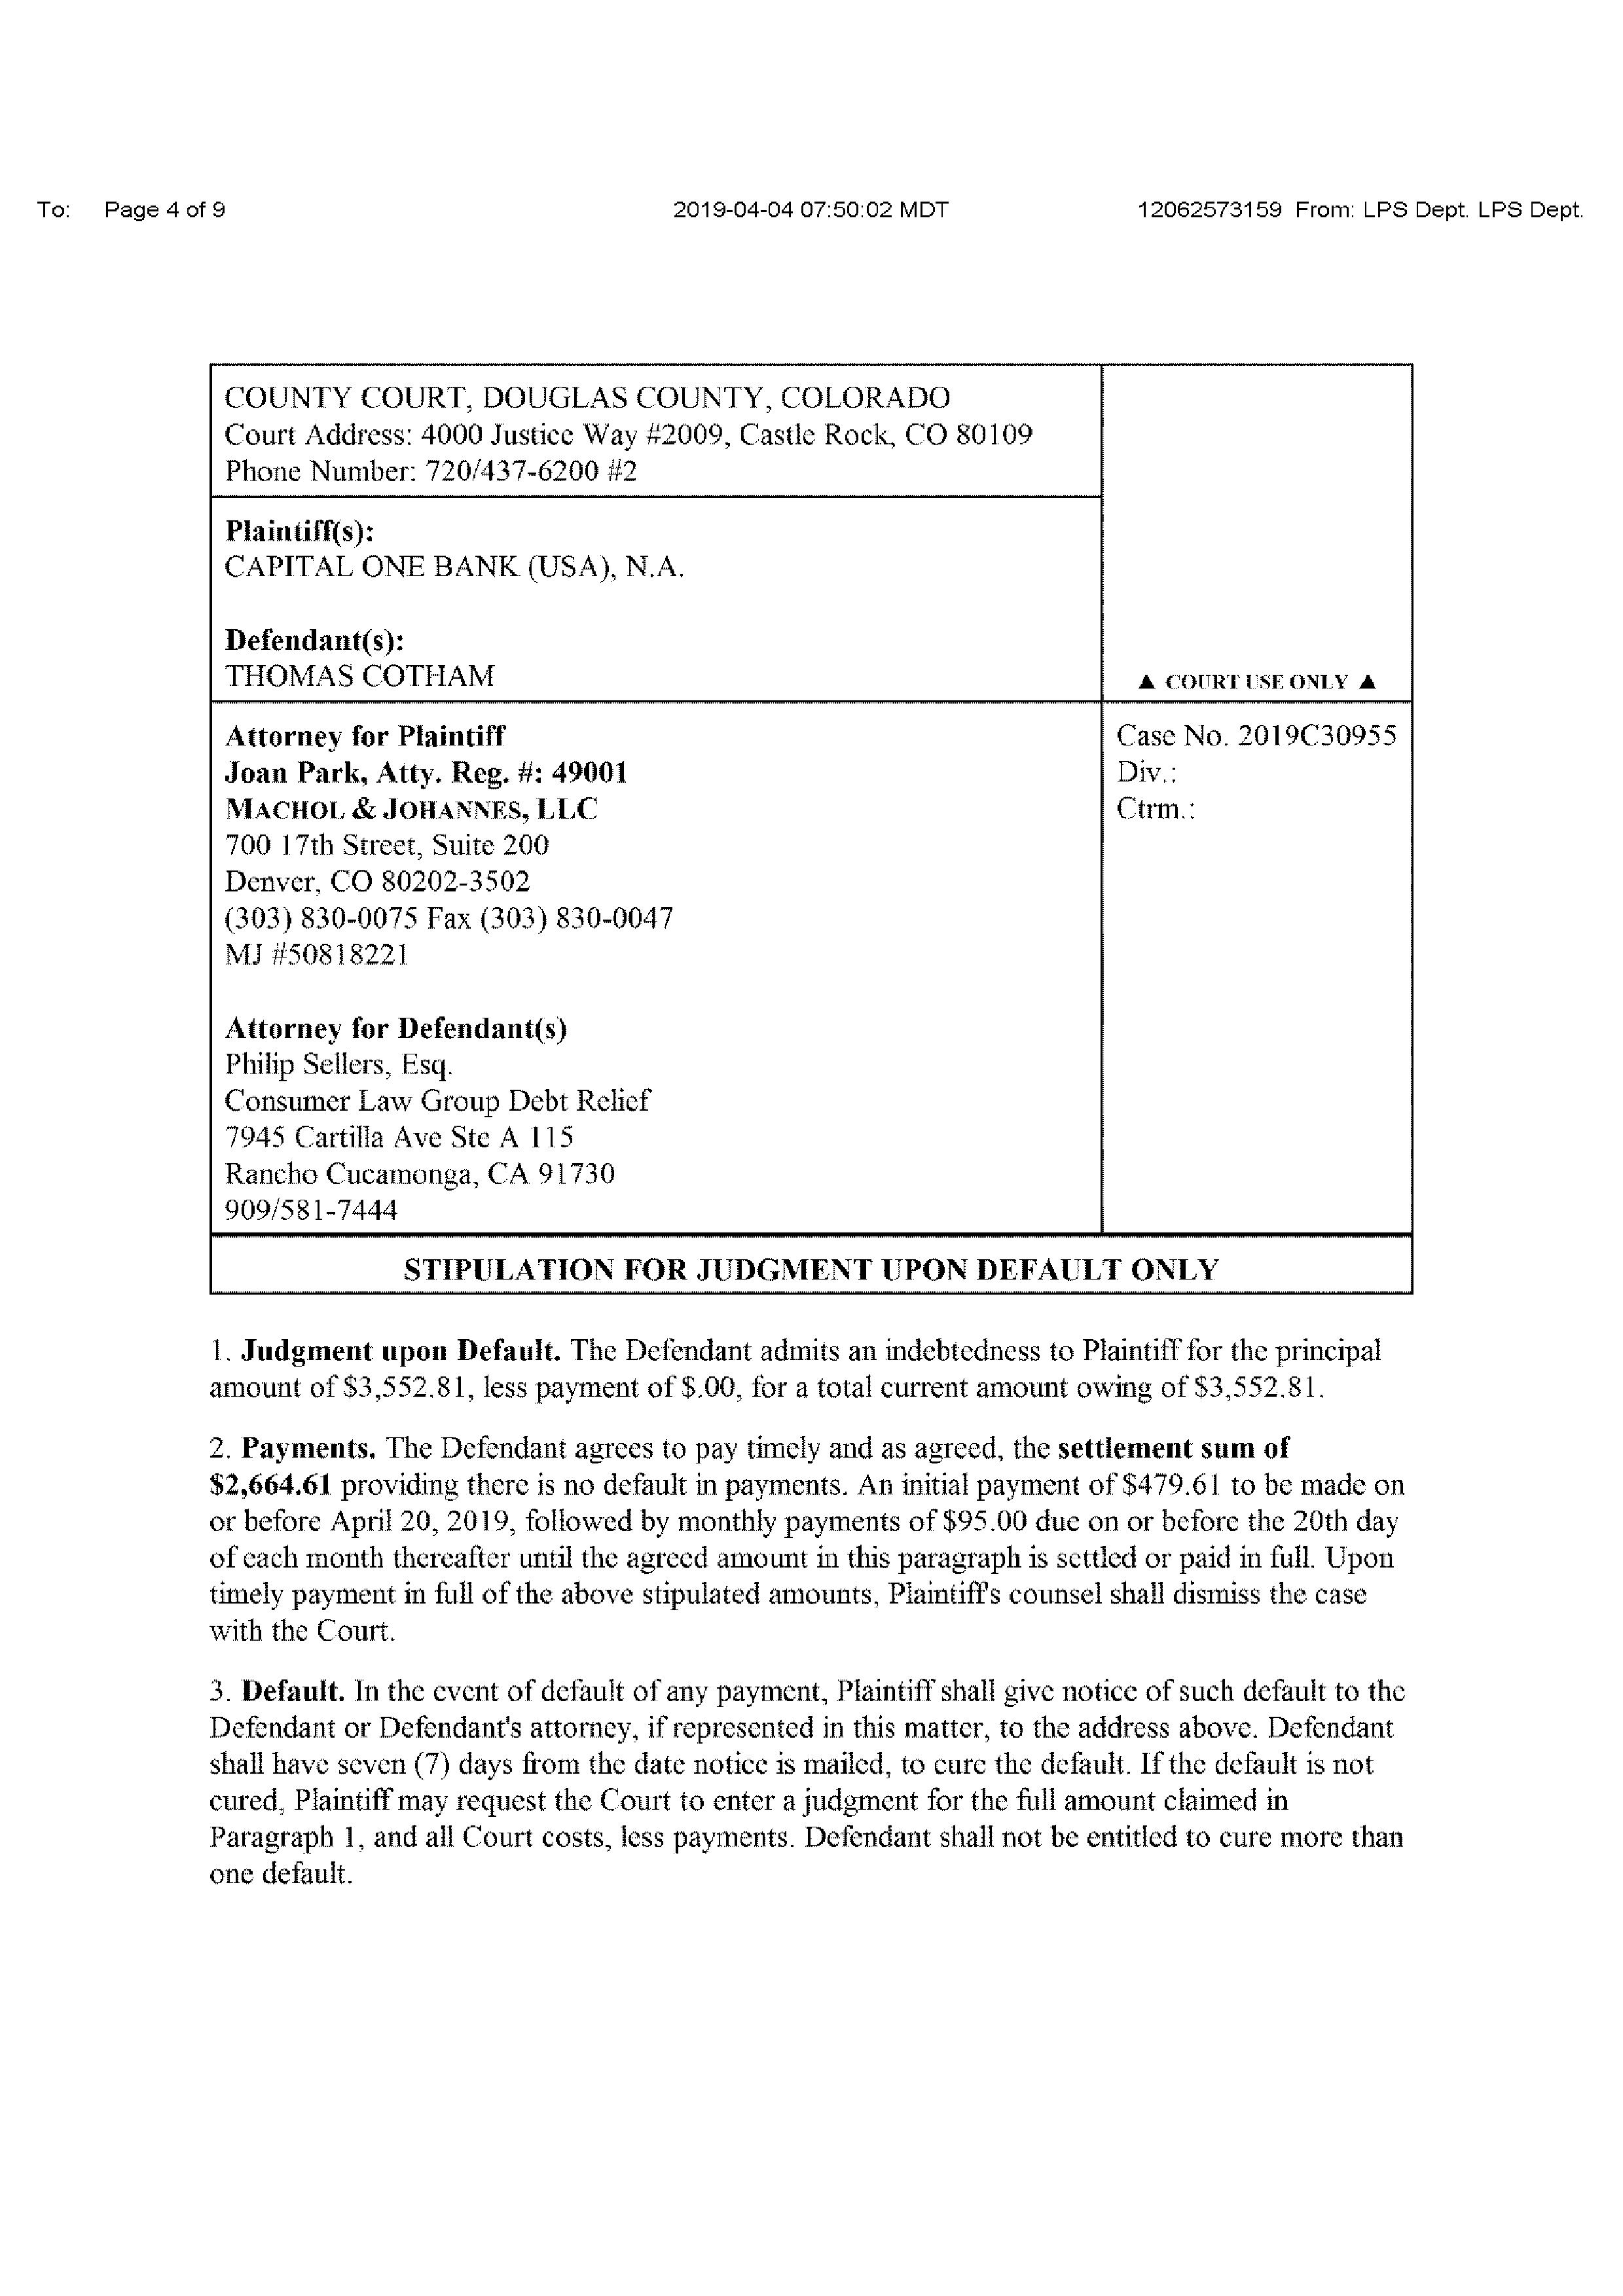 To: Page 4 of 9 2019-04-04 07:50:02 MDT 12062573159 From: LPS Dept. LPS Dept.
COUNTY COURT, DOUGLAS COUNTY, COLORADO
Court Address: 4000 Justice Way #2009, Castle Rock, CO 80109
Phone Number: 720/437-6200 #2
Plaintiff(s):
CAPITAL ONE BANK (USA), N.A.
Defendant(s):
THOMAS COTHAM
▲ COURT USE ONLY ▲
Attorney for Plaintiff
Joan Park, Atty. Reg. #: 49001
MACHOL & JOHANNES, LLC
700 17th Street, Suite 200
Denver, CO 80202-3502
(303) 830-0075 Fax (303) 830-0047
MJ #50818221
Attorney for Defendant(s)
Philip Sellers, Esq.
Consumer Law Group Debt Relief
7945 Cartilla Ave Ste A 115
Rancho Cucamonga, CA 91730
909/581-7444
Case No. 2019C30955
Div.:
Ctrm.:
STIPULATION FOR JUDGMENT UPON DEFAULT ONLY
1. Judgment upon Default. The Defendant admits an indebtedness to Plaintiff for the principal
amount of $3,552.81, less payment of $.00, for a total current amount owing of $3,552.81.
2. Payments. The Defendant agrees to pay timely and as agreed, the settlement sum of
$2,664.61 providing there is no default in payments. An initial payment of $479.61 to be made on
or before April 20, 2019, followed by monthly payments of $95.00 due on or before the 20th day
of each month thereafter until the agreed amount in this paragraph is settled or paid in full. Upon
timely payment in full of the above stipulated amounts, Plaintiff's counsel shall dismiss the case
with the Court.
3. Default. In the event of default of any payment, Plaintiff shall give notice of such default to the
Defendant or Defendant's attorney, if represented in this matter, to the address above. Defendant
shall have seven (7) days from the date notice is mailed, to cure the default. If the default is not
cured, Plaintiff may request the Court to enter a judgment for the full amount claimed in
Paragraph 1, and all Court costs, less payments. Defendant shall not be entitled to cure more than
one default.